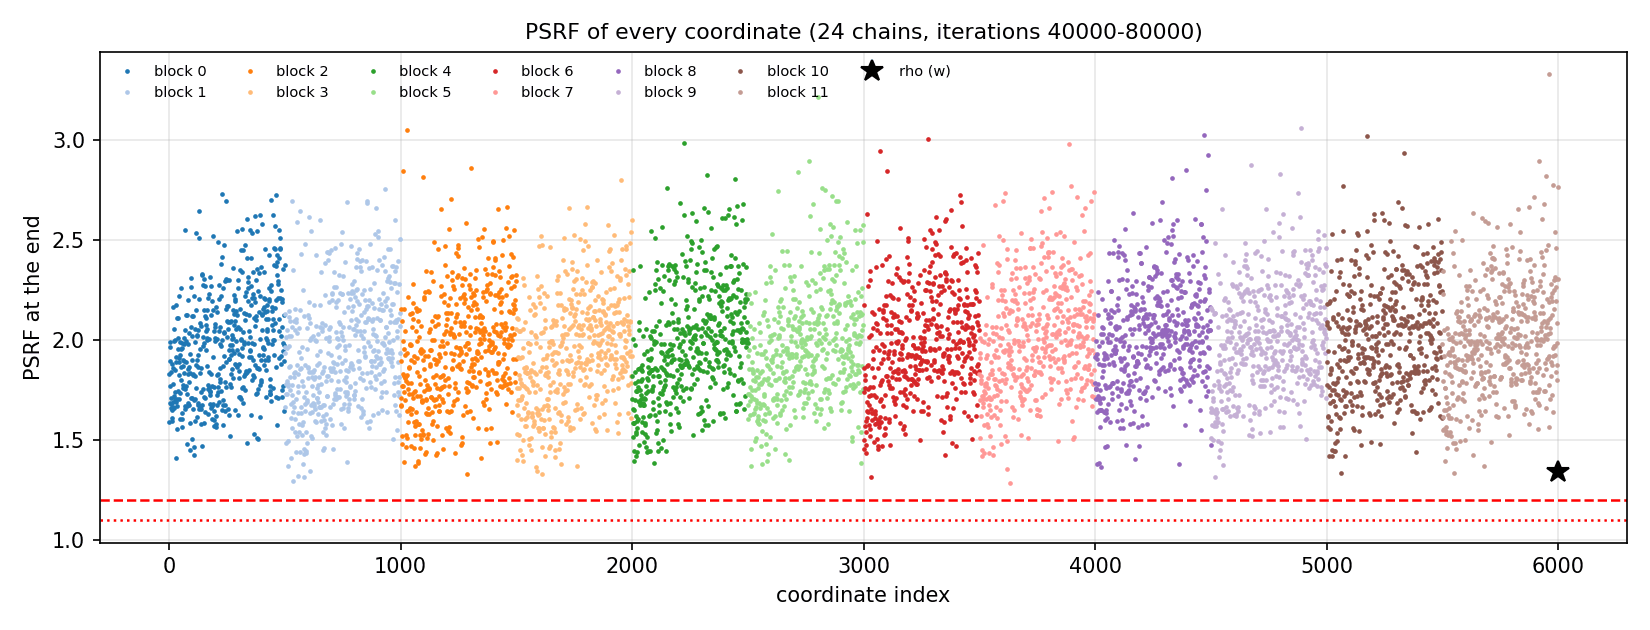 PSRF of every coordinate (24 chains, iterations 40000-80000)
block 0 block 2 block 4 block 6 block 8 block 10 rho (w)
block 1 block 3 block 5 block 7 block 9 block 11
PSRF at the end
3.0
2.5
2.0
1.5
1.0
0 1000 2000 3000 4000 5000 6000
coordinate index